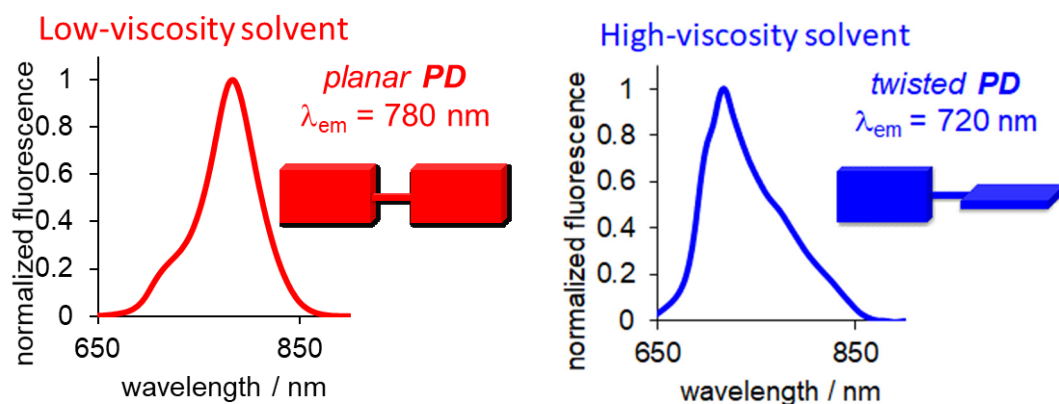 Low-viscosity solvent
normalized fluorescence
1
0.8
0.6
0.4
0.2
0
planar PD
λem = 780 nm
650
850
wavelength / nm
High-viscosity solvent
normalized fluorescence
1
0.8
0.6
0.4
0.2
0
twisted PD
λem = 720 nm
650
850
wavelength / nm